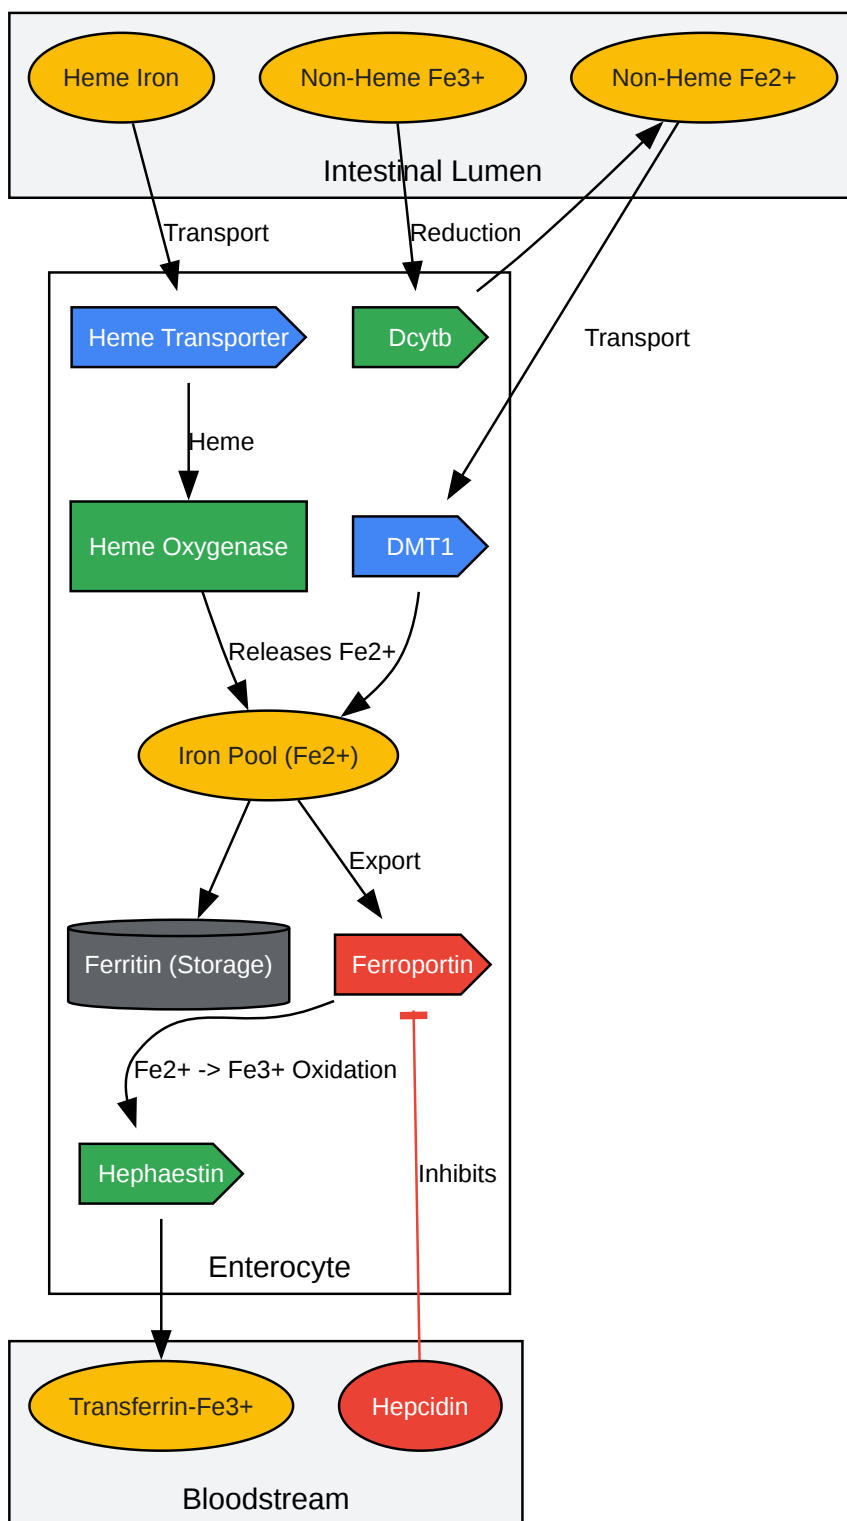 Heme Iron
Non-Heme Fe3+
Non-Heme Fe2+
Intestinal Lumen
Transport
Reduction
Heme Transporter
Dcytb
Transport
Heme
Heme Oxygenase
DMT1
Releases Fe2+
Iron Pool (Fe2+)
Export
Ferritin (Storage)
Ferroportin
Fe2+ -> Fe3+ Oxidation
Hephaestin
Inhibits
Enterocyte
Transferrin-Fe3+
Hepcidin
Bloodstream